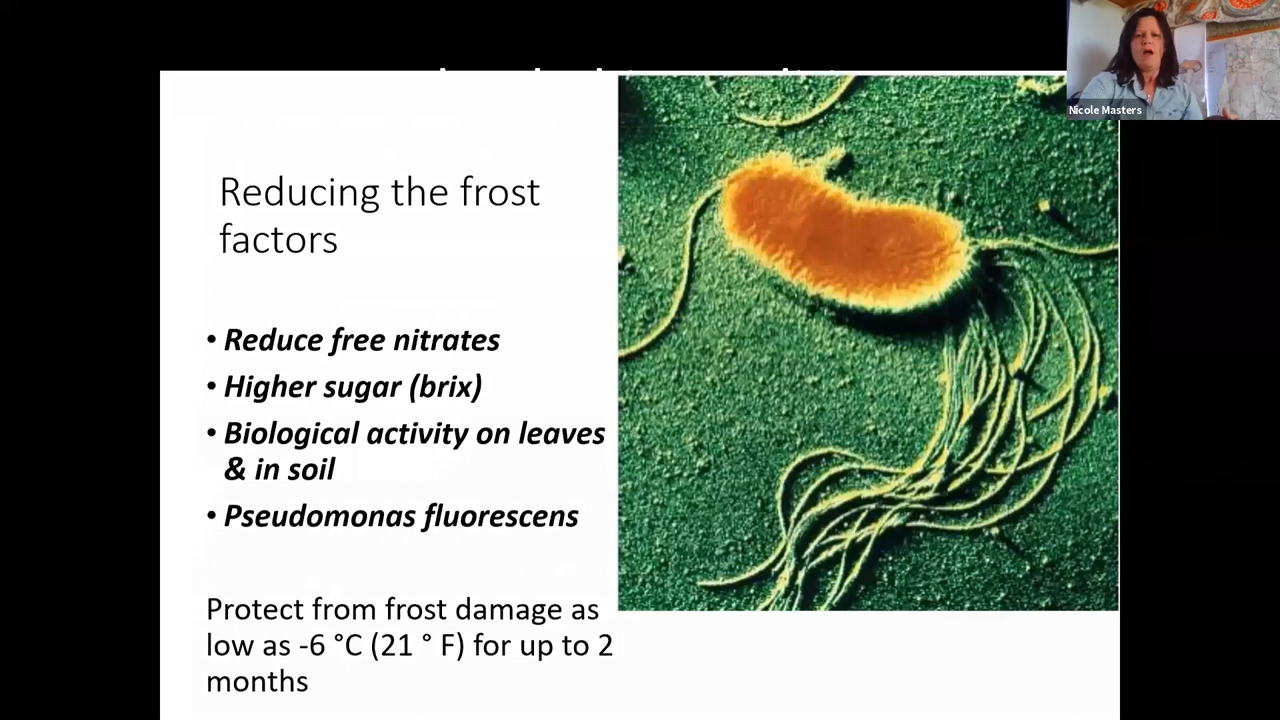 Nicole Masters
Reducing the frost
factors
• Reduce free nitrates
• Higher sugar (brix)
• Biological activity on leaves
& in soil
• Pseudomonas fluorescens
Protect from frost damage as
low as -6 °C (21 ° F) for up to 2
months